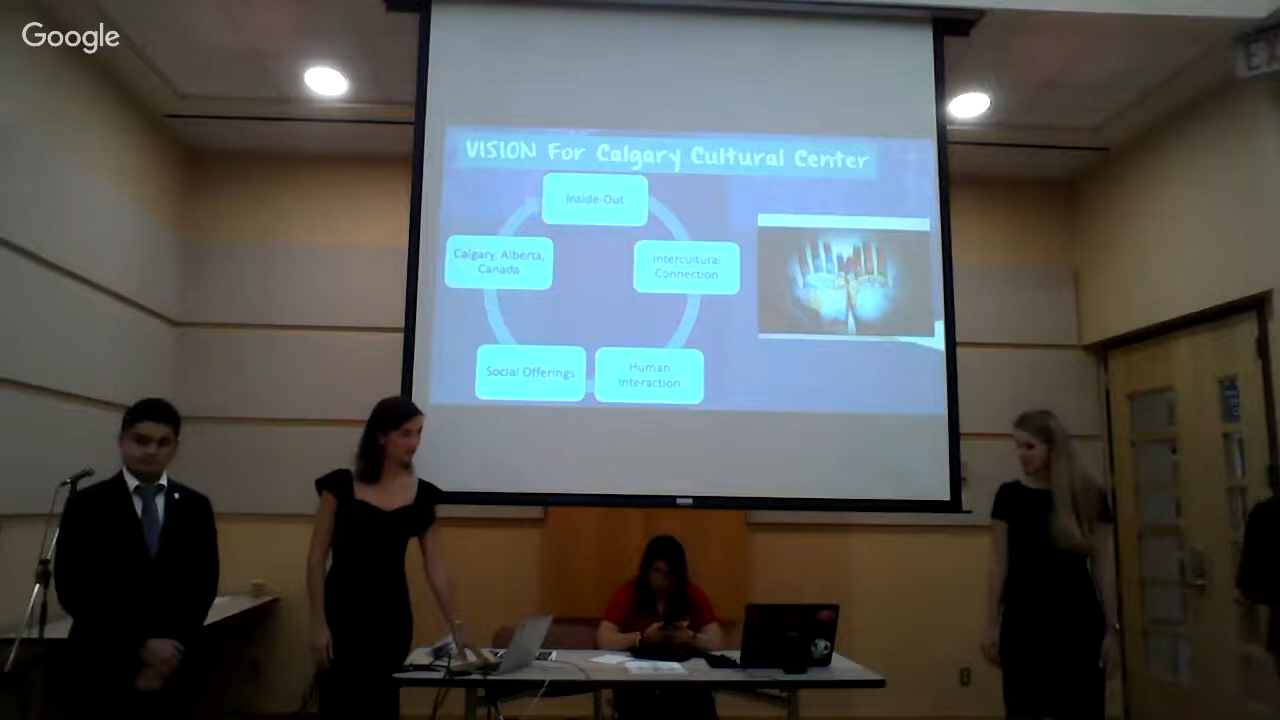 Google
VISION For Calgary Cultural Center
Inside-Out
Calgary, Alberta,
Canada
Intercultural
Connection
Social Offerings
Human
Interaction